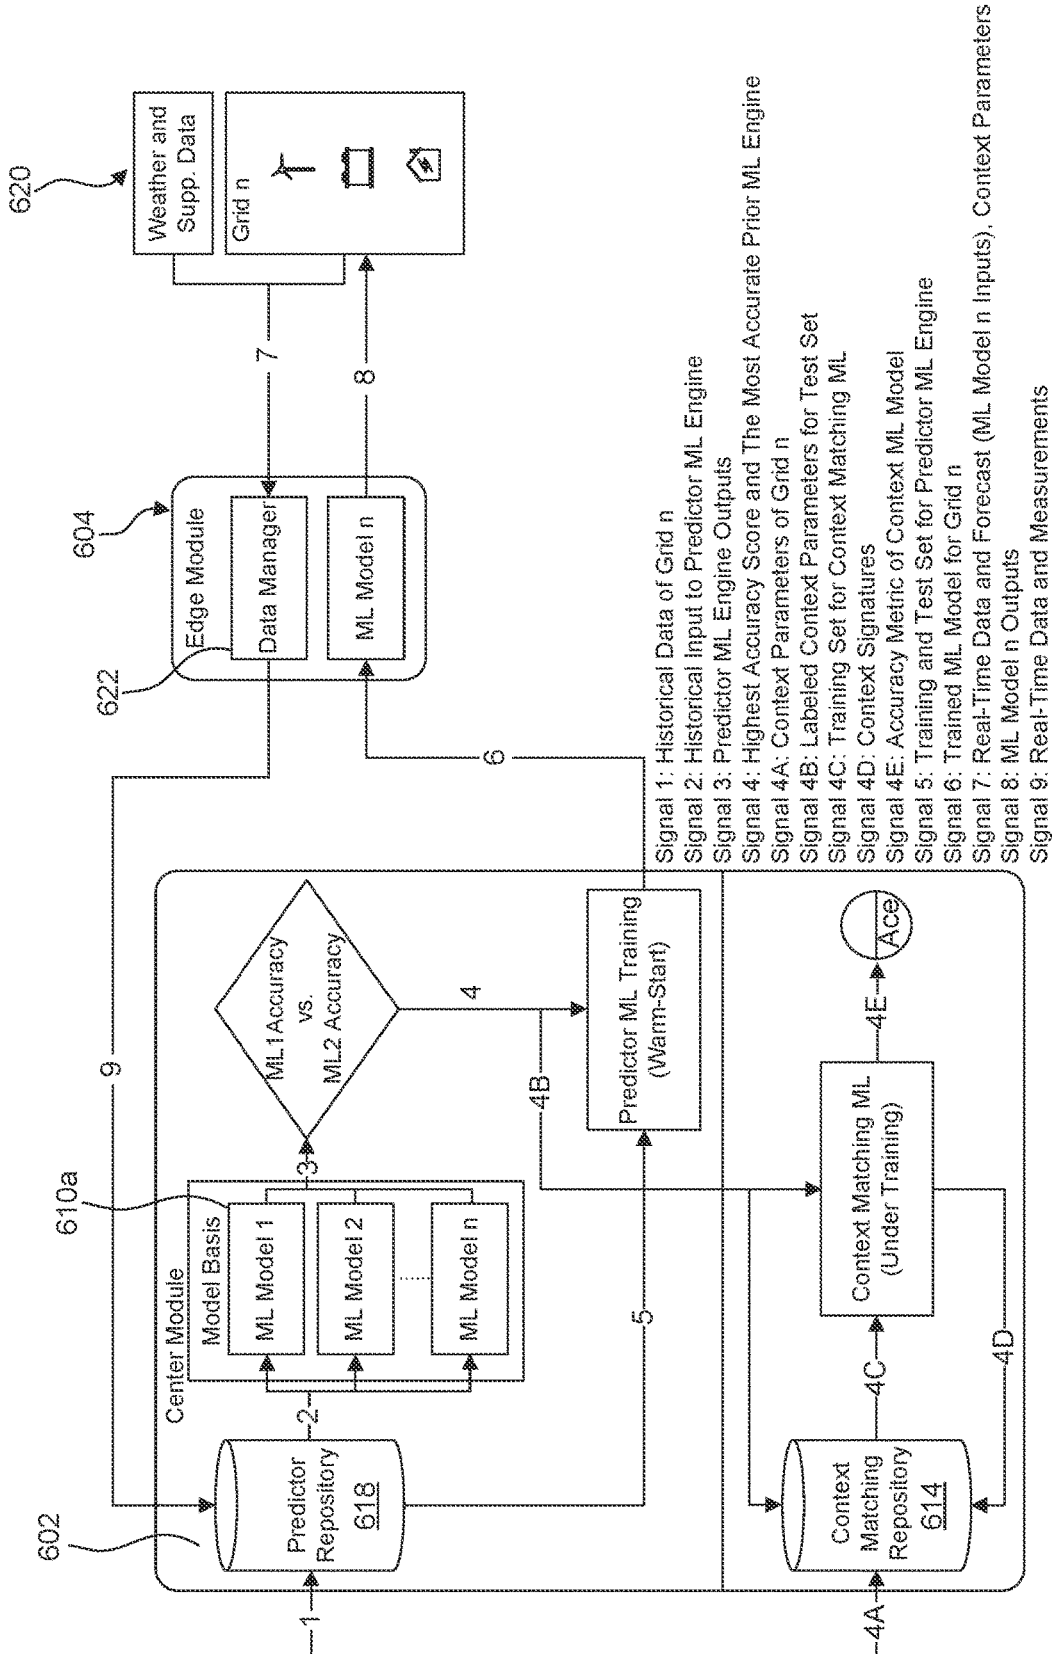 602
9
604
620
Center Module
Edge Module
Weather and
Supp. Data
1
Predictor
Repository
618
2
Model Basis
610a
ML Model 1
ML Model 2
ML Model n
3
ML1 Accuracy
vs.
ML2 Accuracy
4
4B
5
Predictor ML Training
(Warm-Start)
6
622
Data Manager
ML Model n
7
8
Grid n
4A
Context
Matching
Repository
614
4C
Context Matching ML
(Under Training)
4D
4E
Ace
Signal 1: Historical Data of Grid n
Signal 2: Historical Input to Predictor ML Engine
Signal 3: Predictor ML Engine Outputs
Signal 4: Highest Accuracy Score and The Most Accurate Prior ML Engine
Signal 4A: Context Parameters of Grid n
Signal 4B: Labeled Context Parameters for Test Set
Signal 4C: Training Set for Context Matching ML
Signal 4D: Context Signatures
Signal 4E: Accuracy Metric of Context ML Model
Signal 5: Training and Test Set for Predictor ML Engine
Signal 6: Trained ML Model for Grid n
Signal 7: Real-Time Data and Forecast (ML Model n Inputs), Context Parameters
Signal 8: ML Model n Outputs
Signal 9: Real-Time Data and Measurements